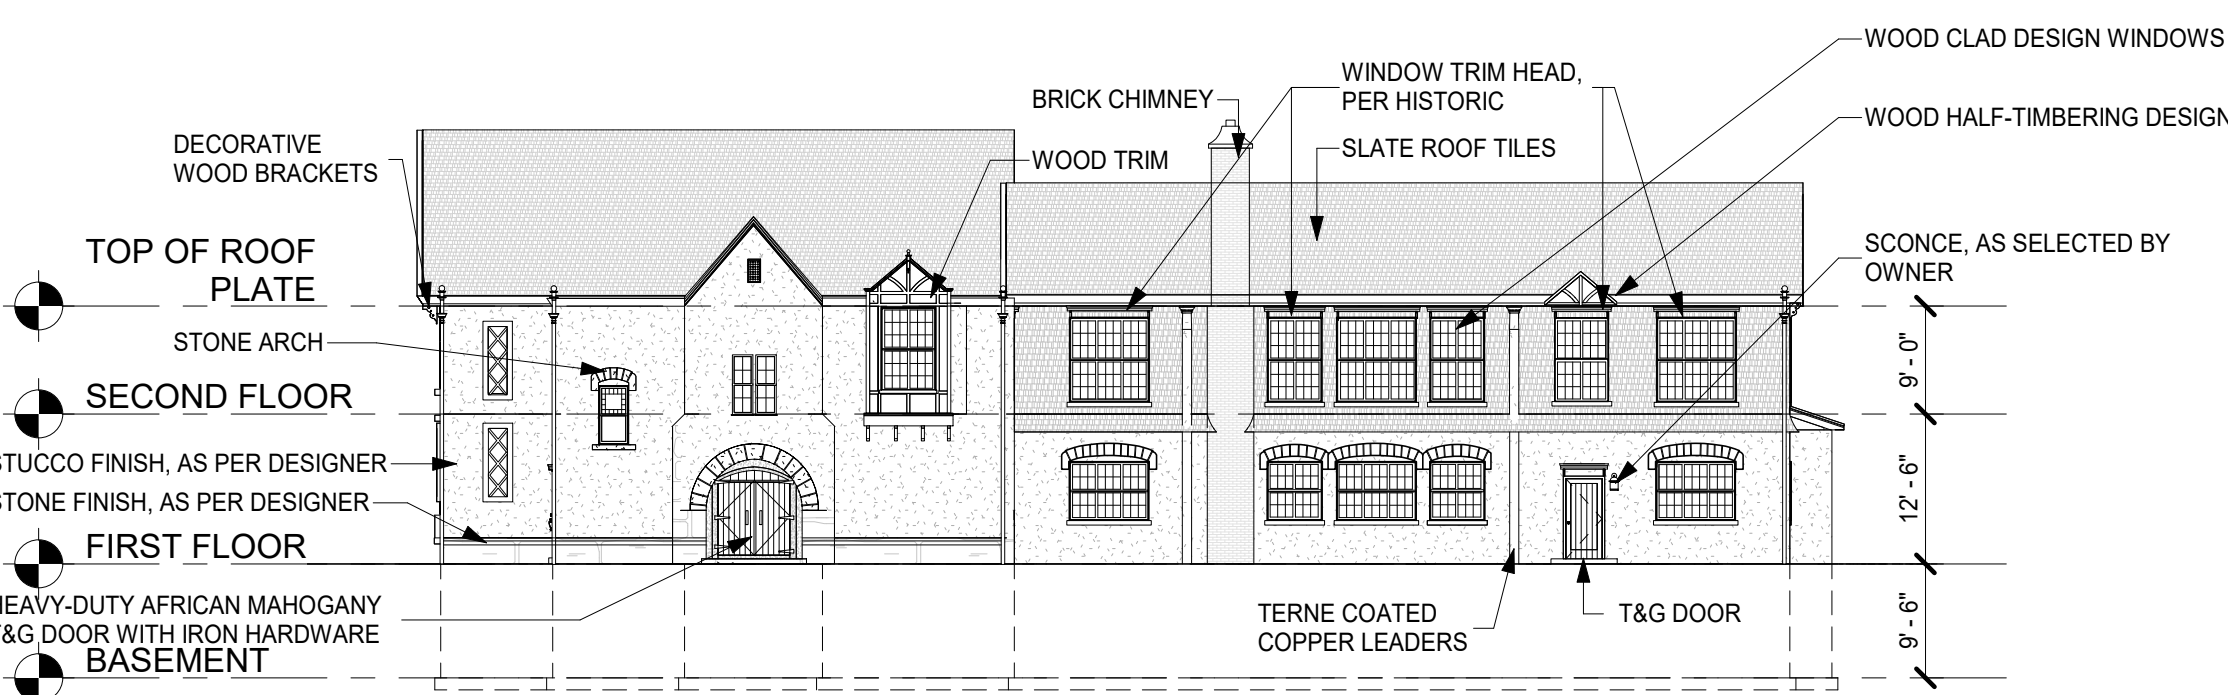 WOOD CLAD DESIGN WINDOWS
WINDOW TRIM HEAD,
PER HISTORIC
BRICK CHIMNEY
WOOD HALF-TIMBERING DESIGN
DECORATIVE
WOOD BRACKETS
WOOD TRIM
SLATE ROOF TILES
TOP OF ROOF
PLATE
SCONCE, AS SELECTED BY
OWNER
STONE ARCH
9' - 0"
SECOND FLOOR
STUCCO FINISH, AS PER DESIGNER
STONE FINISH, AS PER DESIGNER
12' - 6"
FIRST FLOOR
HEAVY-DUTY AFRICAN MAHOGANY
T&G DOOR WITH IRON HARDWARE
TERNE COATED
COPPER LEADERS
T&G DOOR
9' - 6"
BASEMENT